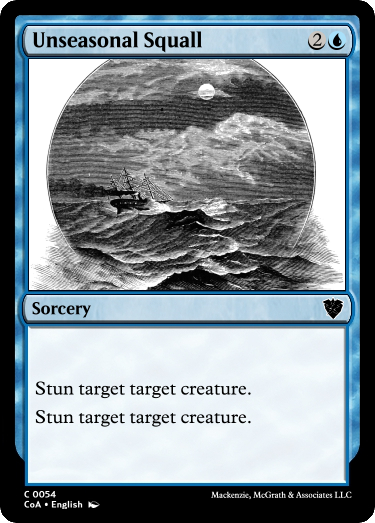 Unseasonal Squall
2
Sorcery
Stun target target creature.
Stun target target creature.
C 0054
CoA • English
Mackenzie, McGrath & Associates LLC